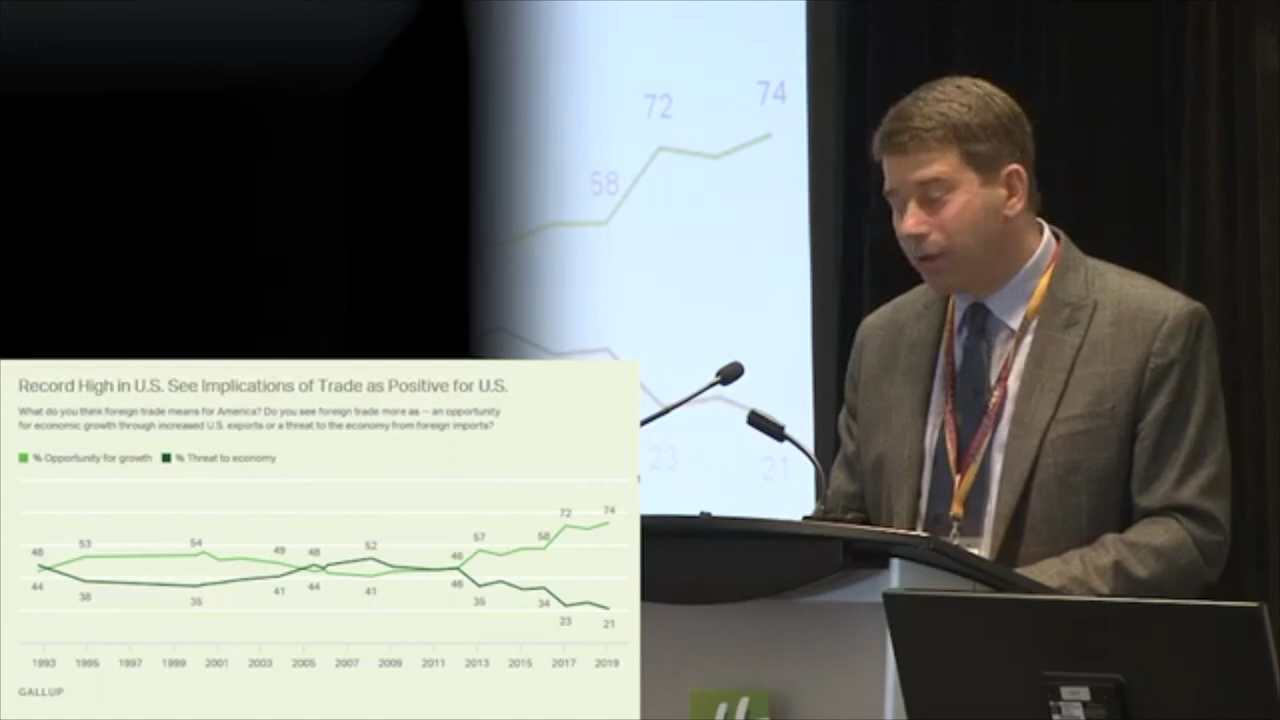 72
74
58
23
21
Record High in U.S. See Implications of Trade as Positive for U.S.
What do you think foreign trade means for America? Do you see foreign trade more as -- an opportunity
for economic growth through increased U.S. exports or a threat to the economy from foreign imports?
% Opportunity for growth % Threat to economy
72 74
53 54 49 48 52 57 58
48 46
44 38 35 41 44 41 46 35 34
23 21
1993 1995 1997 1999 2001 2003 2005 2007 2009 2011 2013 2015 2017 2019
GALLUP